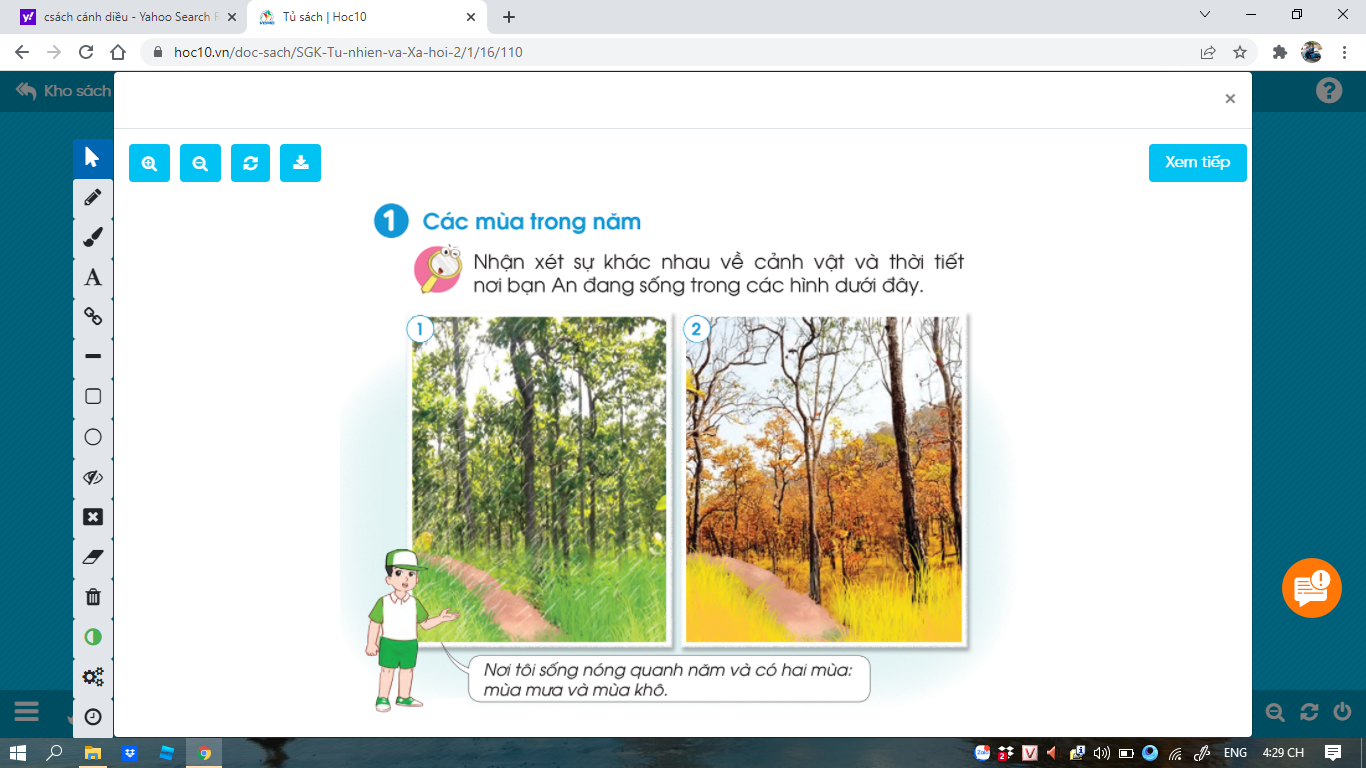 csách cánh diều - Yahoo Search R
Tủ sách | Hoc10
hoc10.vn/doc-sach/SGK-Tu-nhien-va-Xa-hoi-2/1/16/110
Kho sách
Xem tiếp
1 Các mùa trong năm
Nhận xét sự khác nhau về cảnh vật và thời tiết
nơi bạn An đang sống trong các hình dưới đây.
1
2
Nơi tôi sống nóng quanh năm và có hai mùa:
mùa mưa và mùa khô.
ENG
4:29 CH